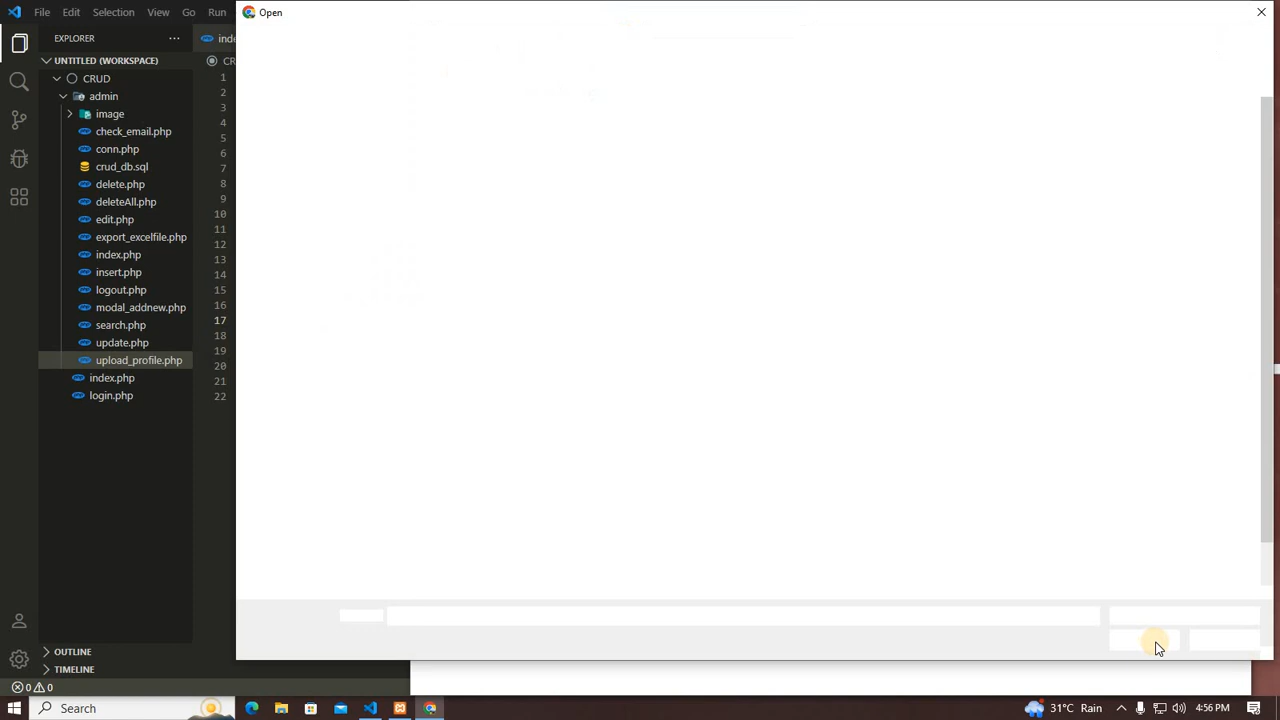 File Edit Selection View Go Run
Open
EXPLORER
inde
UNTITLED (WORKSPACE)
CR
CRUD
admin
image
check_email.php
conn.php
crud_db.sql
delete.php
deleteAll.php
edit.php
export_excelfile.php
index.php
insert.php
logout.php
modal_addnew.php
search.php
update.php
upload_profile.php
index.php
login.php
1
2
3
4
5
6
7
8
9
10
11
12
13
14
15
16
17
18
19
20
21
22
OUTLINE
TIMELINE
0 0
Search
31°C Rain
4:56 PM